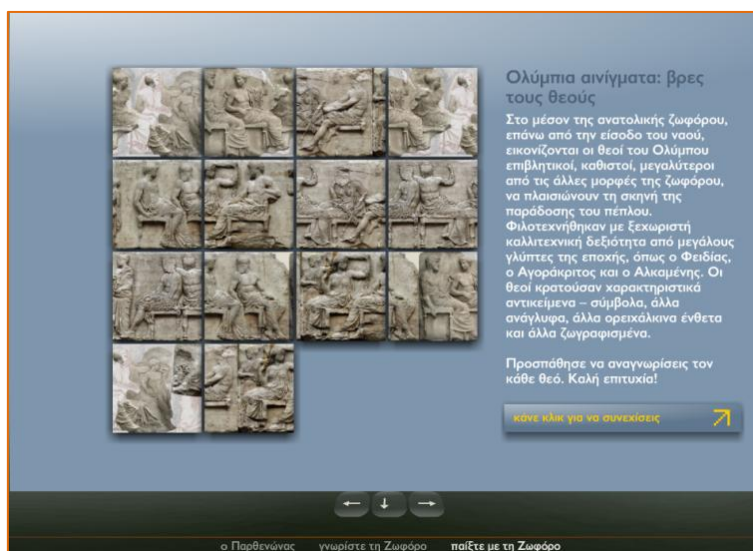 Ολύμπια αινίγματα: βρες
τους θεούς
Στο μέσον της ανατολικής ζωφόρου,
επάνω από την είσοδο του ναού,
εικονίζονται οι θεοί του Ολύμπου
επιβλητικοί, καθιστοί, μεγαλύτεροι
από τις άλλες μορφές της ζωφόρου,
να πλαισιώνουν τη σκηνή της
παράδοσης του πέπλου.
Φιλοτεχνήθηκαν με ξεχωριστή
καλλιτεχνική δεξιότητα από μεγάλους
γλύπτες της εποχής, όπως ο Φειδίας,
ο Αγοράκριτος και ο Αλκαμένης. Οι
θεοί κρατούσαν χαρακτηριστικά
αντικείμενα – σύμβολα, άλλα
ανάγλυφα, άλλα ορειχάλκινα ένθετα
και άλλα ζωγραφισμένα.
Προσπάθησε να αναγνωρίσεις τον
κάθε θεό. Καλή επιτυχία!
κάνε κλικ για να συνεχίσεις
ο Παρθενώνας γνωρίστε τη Ζωφόρο παίξτε με τη Ζωφόρο